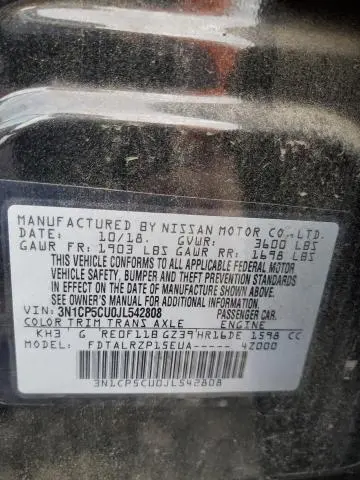 MANUFACTURED BY NISSAN MOTOR CO.,LTD.
DATE: 10/18. GVUR: 3600 LBS
GAWR FR: 1903 LBS GAWR RR: 1698 LBS
THIS VEHICLE CONFORMS TO ALL APPLICABLE FEDERAL MOTOR
VEHICLE SAFETY, BUMPER AND THEFT PREVENTION STANDARDS
IN EFFECT ON THE DATE OF MANUFACTURE SHOWN ABOVE.
SEE OWNER'S MANUAL FOR MORE INFORMATION.
VIN: 3N1CP5CU0JL542808 PASSENGER CAR.
COLOR TRIM TRANS AXLE ENGINE
KH3 G RE0F11B GZ39 HR16DE 1598 CC
MODEL: FDTALRZP15EUA----- 4Z000
3N1CP5CU0JL542808